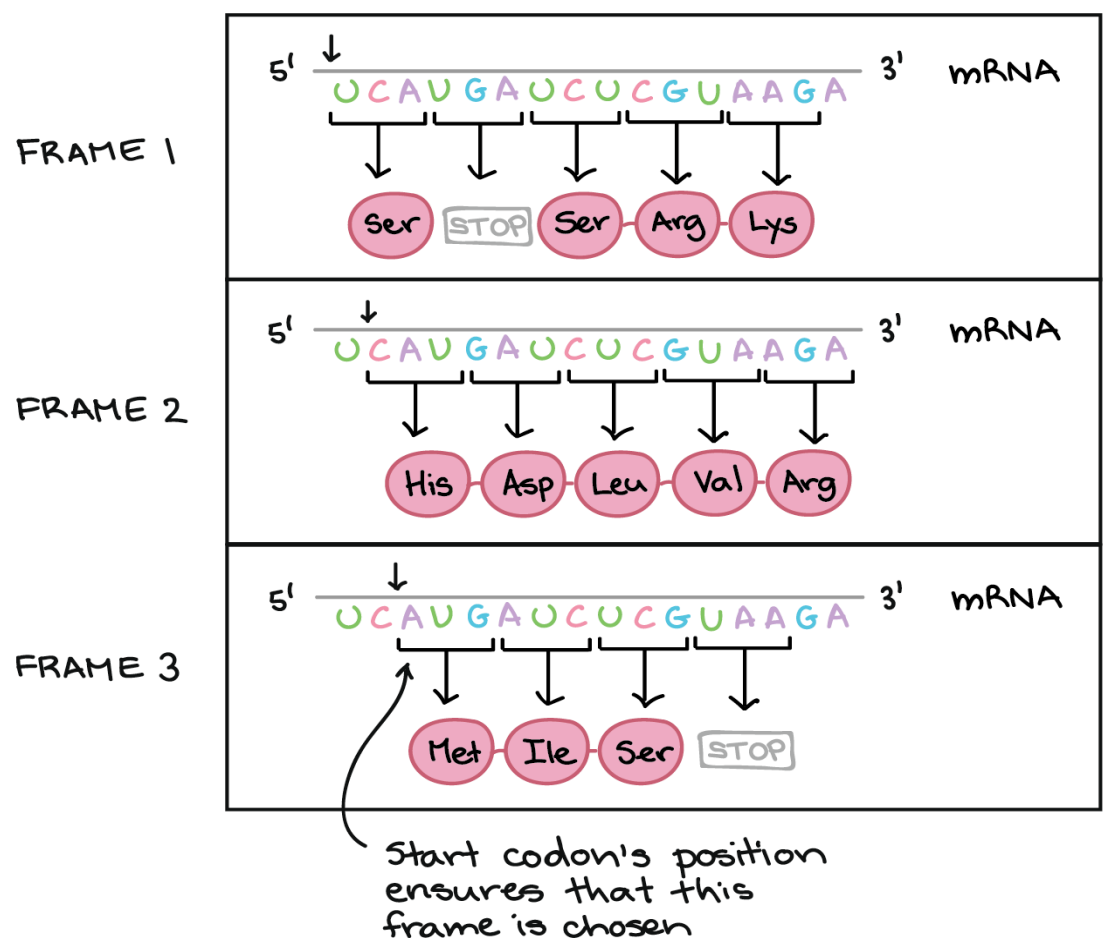 5' UCAUGAUCUCGUAAGA 3' mRNA
FRAME 1
Ser STOP Ser Arg Lys
5' UCAUGAUCUCGUAAGA 3' mRNA
FRAME 2
His Asp Leu Val Arg
5' UCAUGAUCUCGUAAGA 3' mRNA
FRAME 3
Met Ile Ser STOP
Start codon's position
ensures that this
frame is chosen